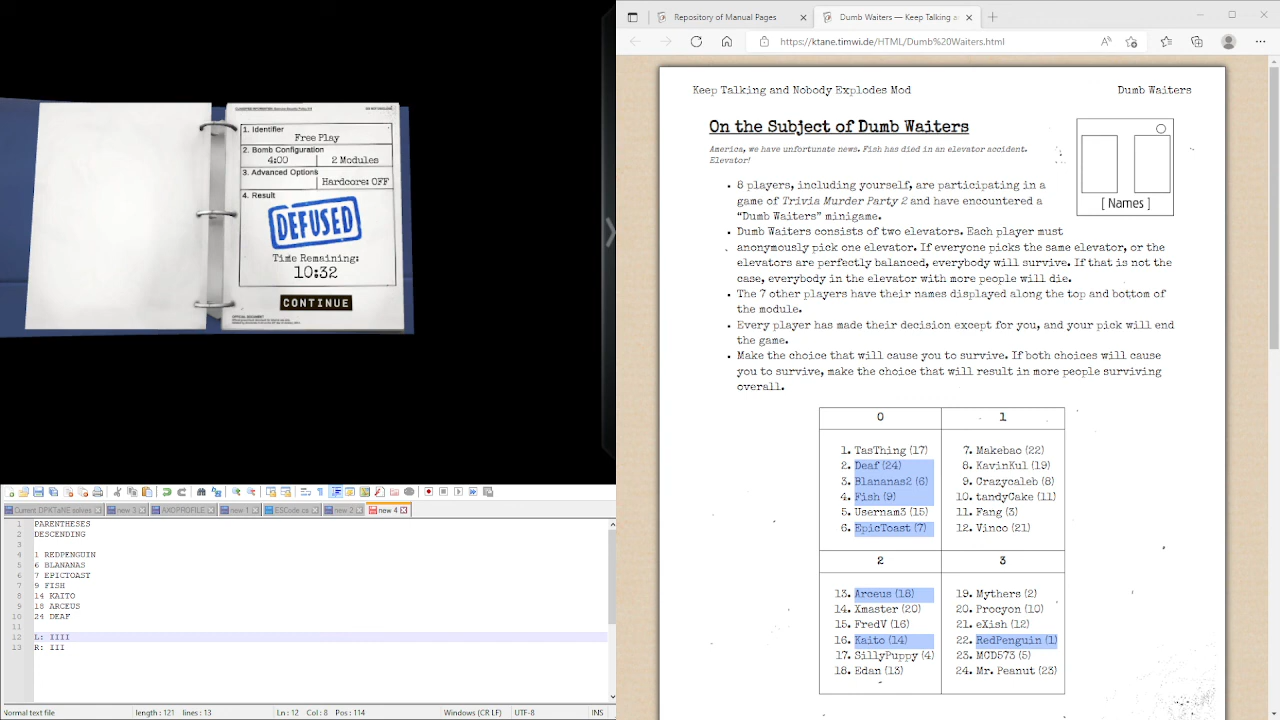 1. Identifier
Free Play
2. Bomb Configuration
4:00 2 Modules
3. Advanced Options
Hardcore: OFF
4. Result
DEFUSED
Time Remaining:
10:32
CONTINUE
Current DPKTaNE solves new 3 AXOPROFILE new 1 ESCode.cs new 2 new 4
1 PARENTHESES
2 DESCENDING
3
4 1 REDPENGUIN
5 6 BLANANAS
6 7 EPICTOAST
7 9 FISH
8 14 KAITO
9 18 ARCEUS
10 24 DEAF
11
12 L: IIII
13 R: III
Normal text file length : 121 lines : 13 Ln : 12 Col : 8 Pos : 114 Windows (CR LF) UTF-8 INS
Repository of Manual Pages Dumb Waiters — Keep Talking a
https://ktane.timwi.de/HTML/Dumb%20Waiters.html
Keep Talking and Nobody Explodes Mod Dumb Waiters
On the Subject of Dumb Waiters
America, we have unfortunate news. Fish has died in an elevator accident.
Elevator!
[ Names ]
8 players, including yourself, are participating in a
game of Trivia Murder Party 2 and have encountered a
“Dumb Waiters” minigame.
Dumb Waiters consists of two elevators. Each player must
anonymously pick one elevator. If everyone picks the same elevator, or the
elevators are perfectly balanced, everybody will survive. If that is not the
case, everybody in the elevator with more people will die.
The 7 other players have their names displayed along the top and bottom of
the module.
Every player has made their decision except for you, and your pick will end
the game.
Make the choice that will cause you to survive. If both choices will cause
you to survive, make the choice that will result in more people surviving
overall.
0 1
1. TasThing (17) 7. Makebao (22)
2. Deaf (24) 8. KavinKul (19)
3. Blananas2 (6) 9. Crazycaleb (8)
4. Fish (9) 10. tandyCake (11)
5. Usernam3 (15) 11. Fang (3)
6. EpicToast (7) 12. Vinco (21)
2 3
13. Arceus (18) 19. Mythers (2)
14. Xmaster (20) 20. Procyon (10)
15. FredV (16) 21. eXish (12)
16. Kaito (14) 22. RedPenguin (1)
17. SillyPuppy (4) 23. MCD573 (5)
18. Edan (13) 24. Mr. Peanut (23)